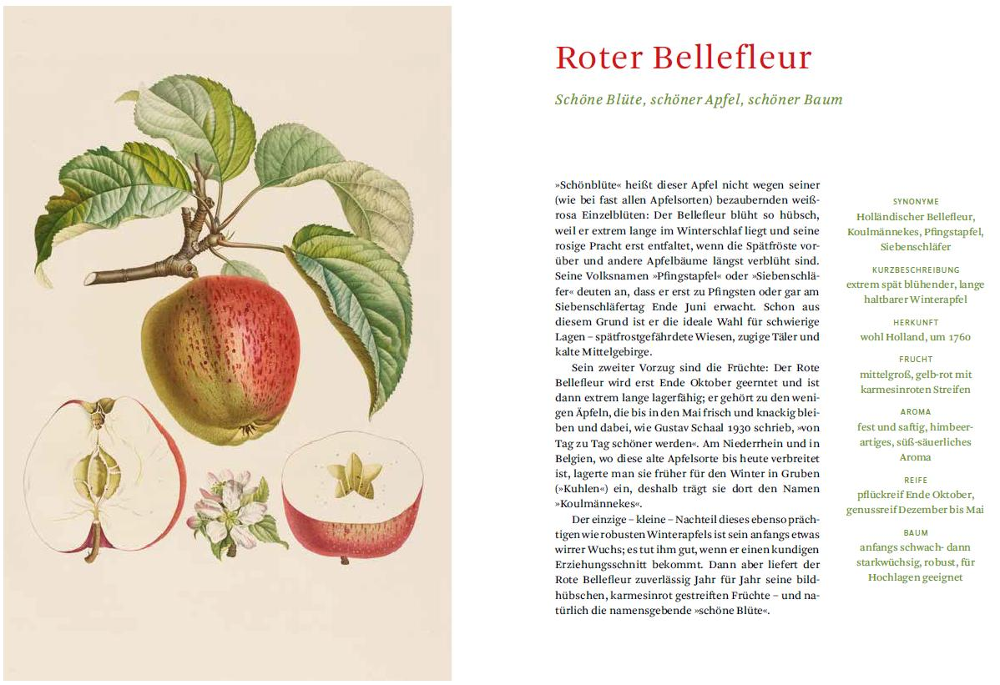 Roter Bellefleur
Schöne Blüte, schöner Apfel, schöner Baum
»Schönblüte« heißt dieser Apfel nicht wegen seiner
(wie bei fast allen Apfelsorten) bezaubernden weiß-
rosa Einzelblüten: Der Bellefleur blüht so hübsch,
weil er extrem lange im Winterschlaf liegt und seine
rosige Pracht erst entfaltet, wenn die Spätfröste vor-
über und andere Apfelbäume längst verblüht sind.
Seine Volksnamen »Pfingstapfel« oder »Siebenschlä-
fer« deuten an, dass er erst zu Pfingsten oder gar am
Siebenschläfertag Ende Juni erwacht. Schon aus
diesem Grund ist er die ideale Wahl für schwierige
Lagen – spätfrostgefährdete Wiesen, zugige Täler und
kalte Mittelgebirge.
Sein zweiter Vorzug sind die Früchte: Der Rote
Bellefleur wird erst Ende Oktober geerntet und ist
dann extrem lange lagerfähig; er gehört zu den weni-
gen Äpfeln, die bis in den Mai frisch und knackig blei-
ben und dabei, wie Gustav Schaal 1930 schrieb, »von
Tag zu Tag schöner werden«. Am Niederrhein und in
Belgien, wo diese alte Apfelsorte bis heute verbreitet
ist, lagerte man sie früher für den Winter in Gruben
(»Kuhlen«) ein, deshalb trägt sie dort den Namen
»Koulmännekes«.
Der einzige – kleine – Nachteil dieses ebenso präch-
tigen wie robusten Winterapfels ist sein anfangs etwas
wirrer Wuchs; es tut ihm gut, wenn er einen kundigen
Erziehungsschnitt bekommt. Dann aber liefert der
Rote Bellefleur zuverlässig Jahr für Jahr seine bild-
hübschen, karmesinrot gestreiften Früchte – und na-
türlich die namensgebende »schöne Blüte«.
SYNONYME
Holländischer Bellefleur,
Koulmännekes, Pfingstapfel,
Siebenschläfer
KURZBESCHREIBUNG
extrem spät blühender, lange
haltbarer Winterapfel
HERKUNFT
wohl Holland, um 1760
FRUCHT
mittelgroß, gelb-rot mit
karmesinroten Streifen
AROMA
fest und saftig, himbeer-
artiges, süß-säuerliches
Aroma
REIFE
pflückreif Ende Oktober,
genussreif Dezember bis Mai
BAUM
anfangs schwach- dann
starkwüchsig, robust, für
Hochlagen geeignet